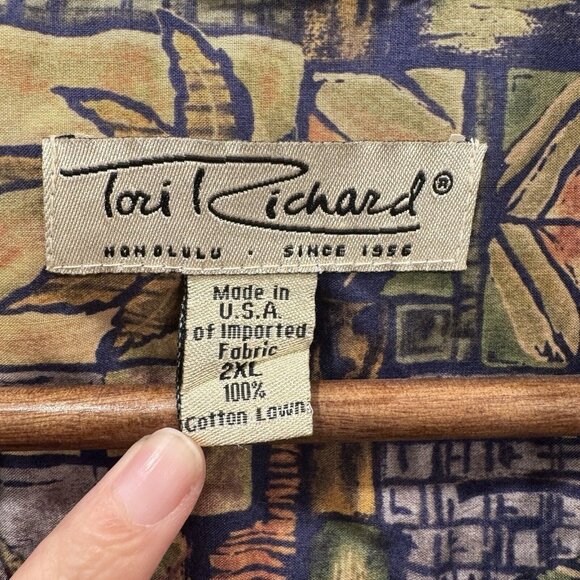 Tori Richard®
HONOLULU · SINCE 1956
Made in
U.S.A.
of Imported
Fabric
2XL
100%
Cotton Lawn